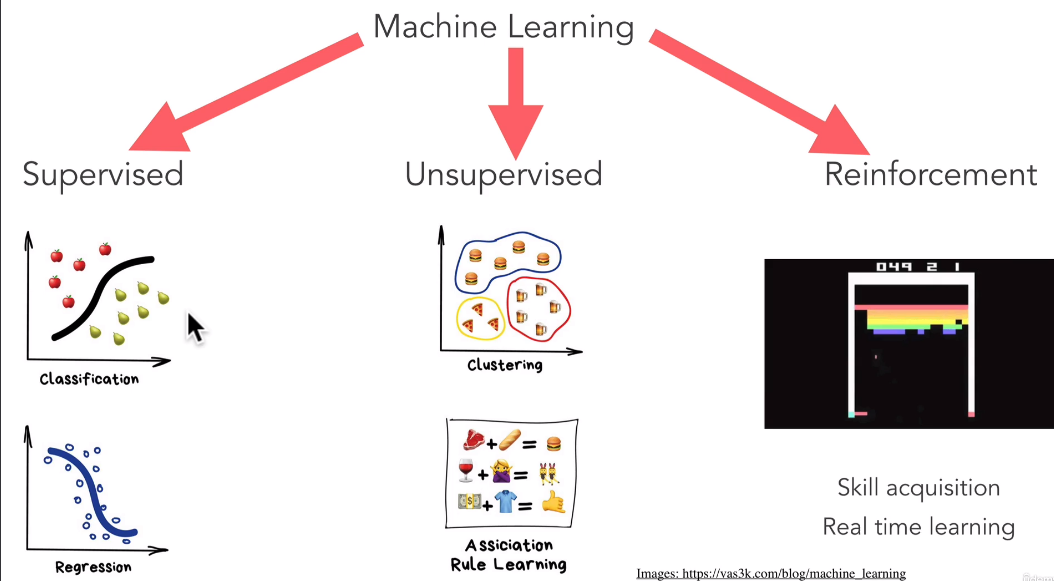 Machine Learning
Supervised
Unsupervised
Reinforcement
Classification
Regression
Clustering
Assiciation
Rule Learning
049 2 1
Skill acquisition
Real time learning
Images: https://vas3k.com/blog/machine_learning